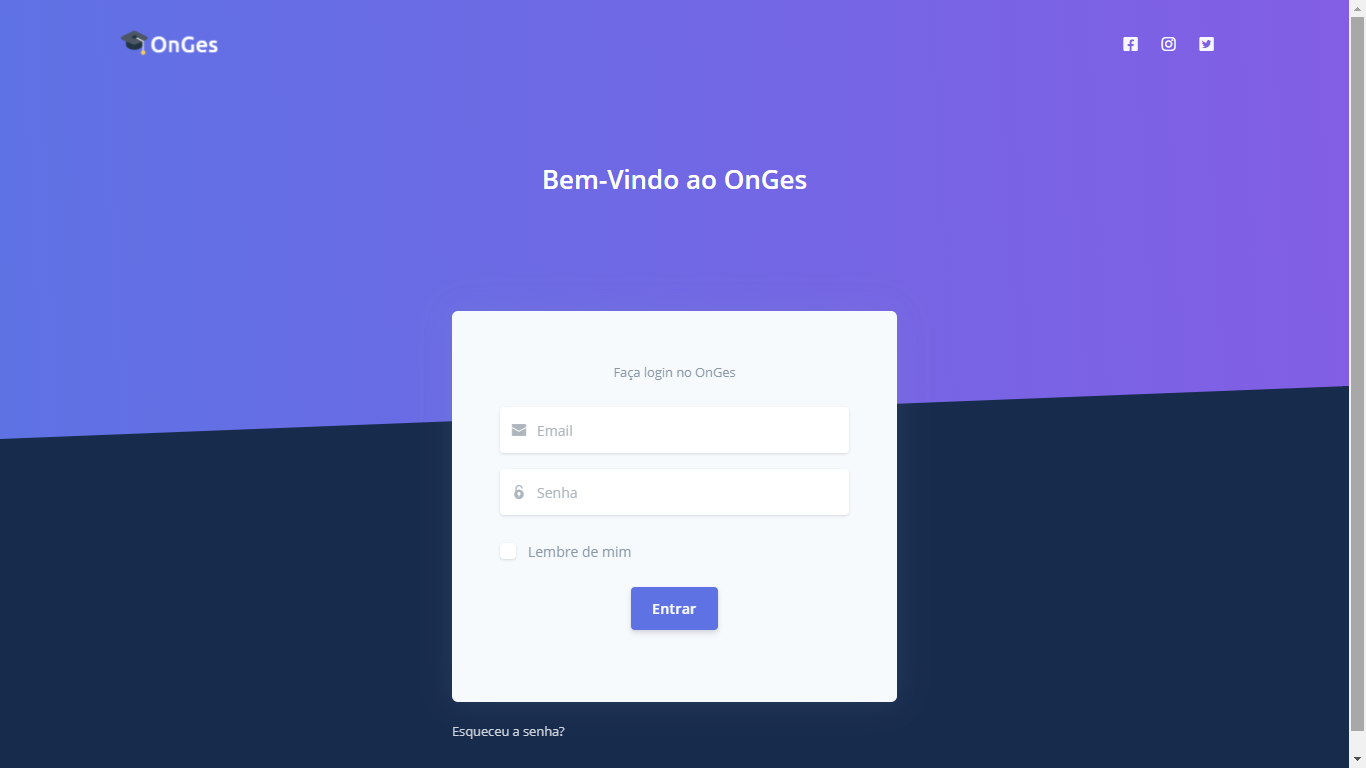 OnGes
Bem-Vindo ao OnGes
Faça login no OnGes
Email
Senha
Lembre de mim
Entrar
Esqueceu a senha?